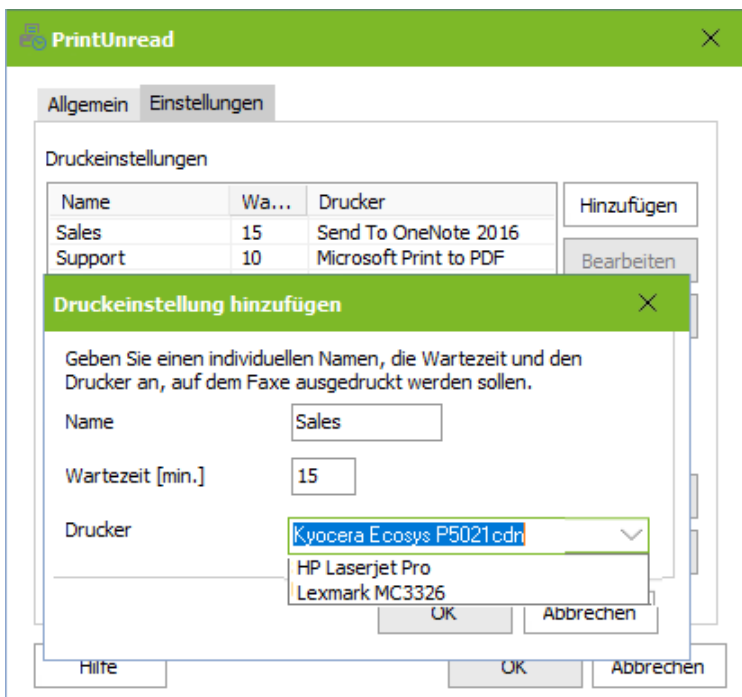 PrintUnread
Allgemein Einstellungen
Druckeinstellungen
Name Wa... Drucker Hinzufügen
Sales 15 Send To OneNote 2016
Support 10 Microsoft Print to PDF Bearbeiten
Druckeinstellung hinzufügen
Geben Sie einen individuellen Namen, die Wartezeit und den
Drucker an, auf dem Faxe ausgedruckt werden sollen.
Name Sales
Wartezeit [min.] 15
Drucker Kyocera Ecosys P5021cdn
HP Laserjet Pro
Lexmark MC3326
OK Abbrechen
Hilfe OK Abbrechen